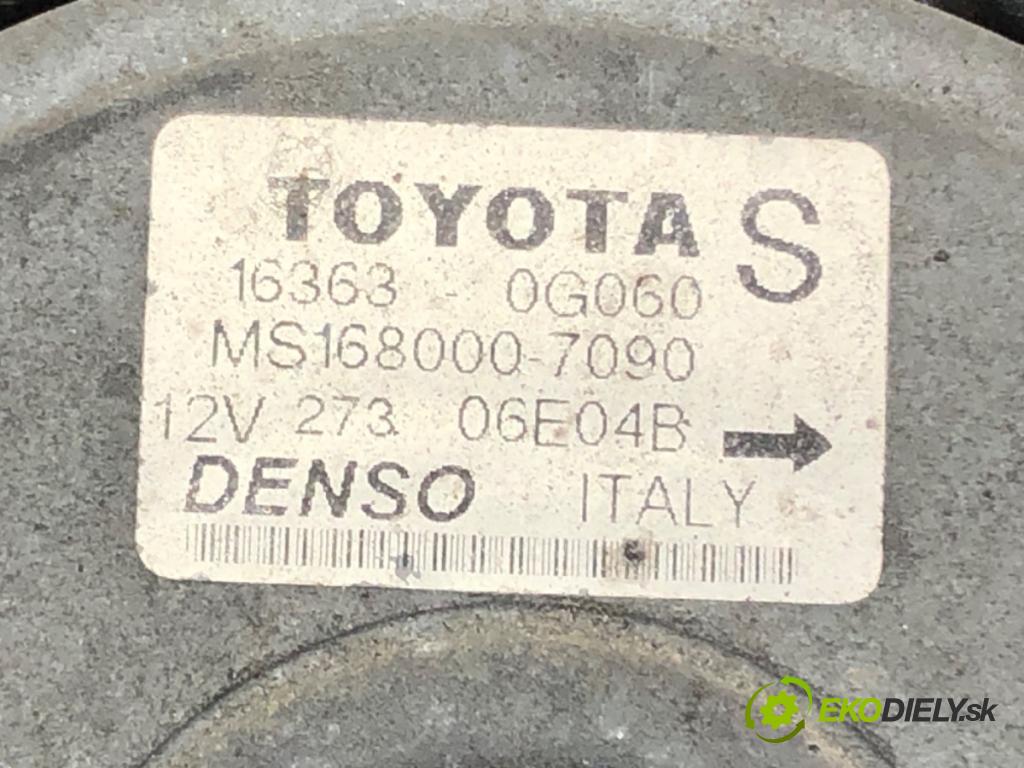 TOYOTA S
16363 - 0G060
MS168000-7090
12V 273 06E04B
DENSO ITALY
EKODIELY.sk